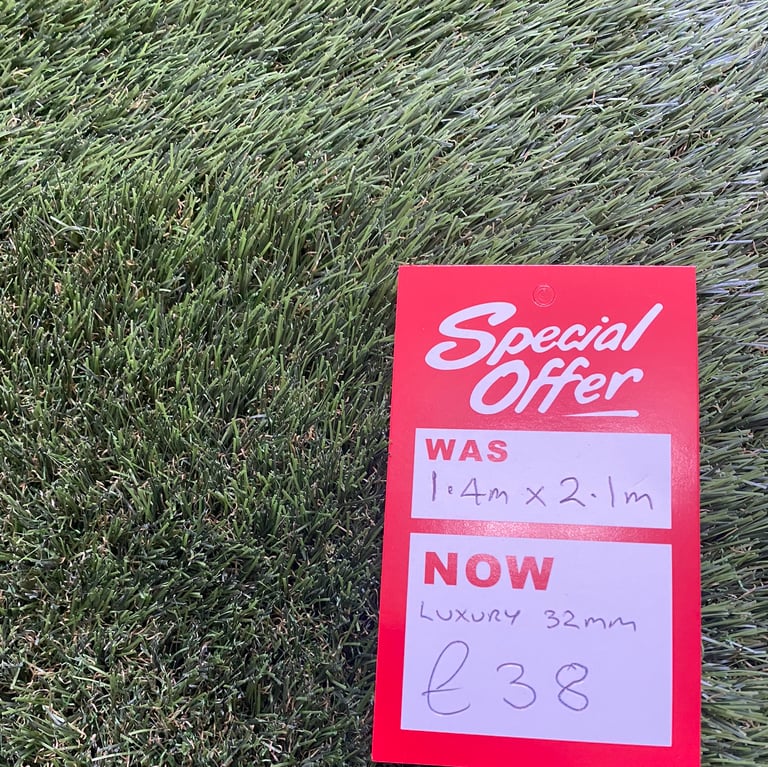 Special
Offer
WAS
1.4m x 2.1m
NOW
LUXURY 32mm
£38